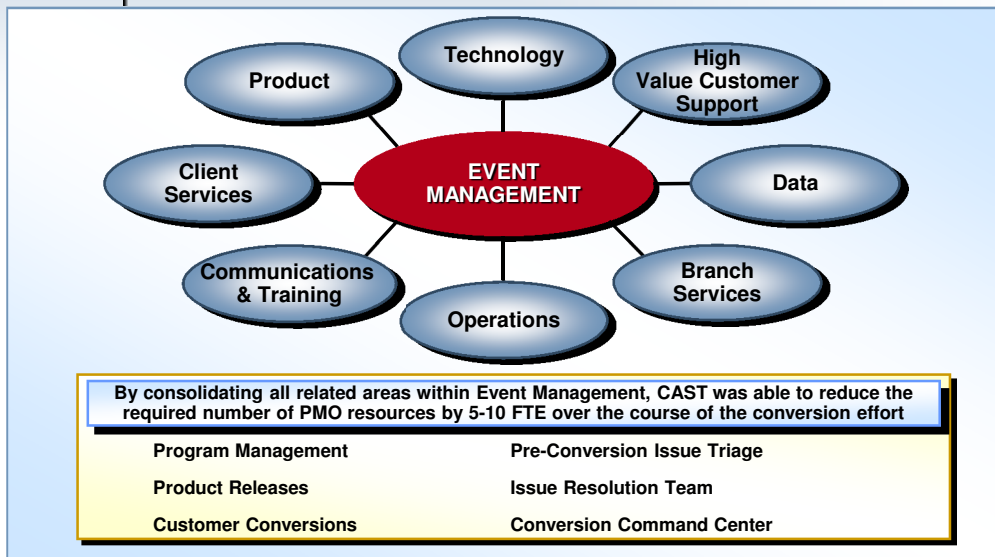 Technology
High
Value Customer
Support
Product
EVENT
MANAGEMENT
Client
Services
Data
Communications
& Training
Branch
Services
Operations
By consolidating all related areas within Event Management, CAST was able to reduce the
required number of PMO resources by 5-10 FTE over the course of the conversion effort
Program Management
Pre-Conversion Issue Triage
Product Releases
Issue Resolution Team
Customer Conversions
Conversion Command Center